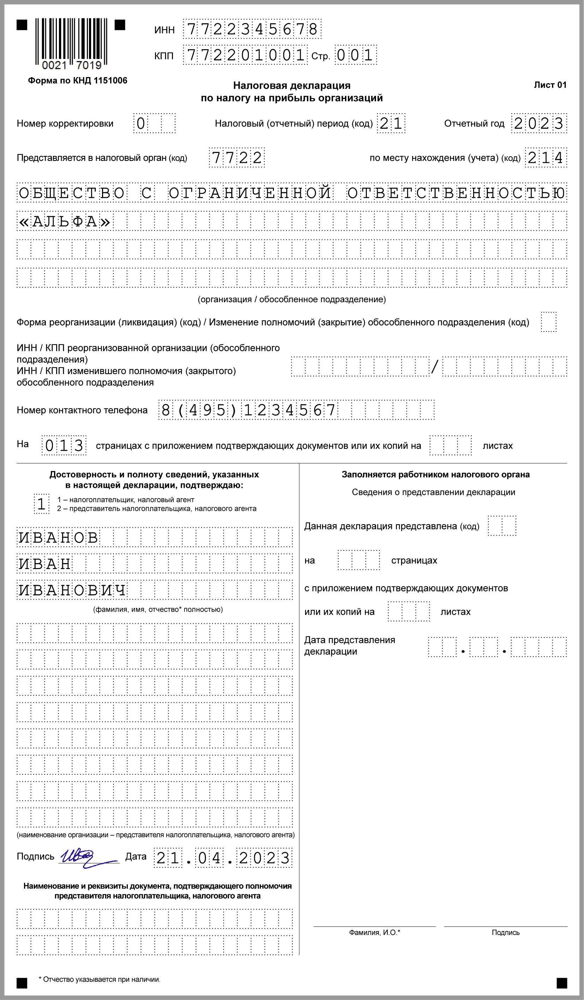 ИНН 7722345678
КПП 772201001 Стр. 001
0021 7019
Форма по КНД 1151006
Лист 01
Налоговая декларация
по налогу на прибыль организаций
Номер корректировки 0 Налоговый (отчетный) период (код) 21 Отчетный год 2023
Представляется в налоговый орган (код) 7722 по месту нахождения (учета) (код) 214
ОБЩЕСТВО С ОГРАНИЧЕННОЙ ОТВЕТСТВЕННОСТЬЮ
«АЛЬФА»
(организация / обособленное подразделение)
Форма реорганизации (ликвидация) (код) / Изменение полномочий (закрытие) обособленного подразделения (код)
ИНН / КПП реорганизованной организации (обособленного
подразделения)
ИНН / КПП изменившего полномочия (закрытого)
обособленного подразделения
/
Номер контактного телефона 8(495)1234567
На 013 страницах с приложением подтверждающих документов или их копий на листах
Достоверность и полноту сведений, указанных
в настоящей декларации, подтверждаю:
1 1 – налогоплательщик, налоговый агент
2 – представитель налогоплательщика, налогового агента
ИВАНОВ
ИВАН
ИВАНОВИЧ
(фамилия, имя, отчество* полностью)
(наименование организации – представителя налогоплательщика, налогового агента)
Подпись Дата 21.04.2023
Наименование и реквизиты документа, подтверждающего полномочия
представителя налогоплательщика, налогового агента
Заполняется работником налогового органа
Сведения о представлении декларации
Данная декларация представлена (код)
на страницах
с приложением подтверждающих документов
или их копий на листах
Дата представления
декларации . .
Фамилия, И.О.* Подпись
* Отчество указывается при наличии.